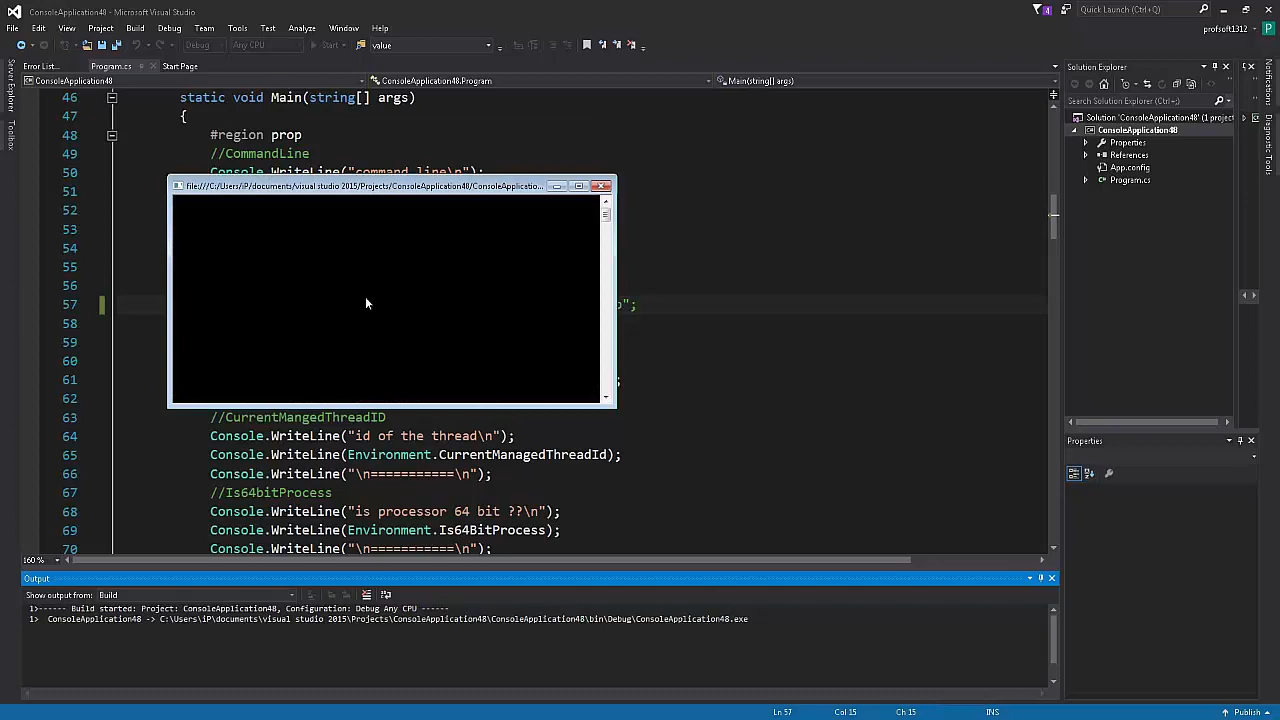 ConsoleApplication48 - Microsoft Visual Studio
4
Quick Launch (Ctrl+Q)
File Edit View Project Build Debug Team Tools Test Analyze Window Help
profsoft1312 P
Debug Any CPU Start value
Error List... Program.cs Start Page
Solution Explorer
ConsoleApplication48 ConsoleApplication48.Program Main(string[] args)
Search Solution Explorer (Ctrl+;)
Solution 'ConsoleApplication48' (1 project
ConsoleApplication48
Properties
References
App.config
Program.cs
Server Explorer
Toolbox
Notifications
Diagnostic Tools
46 static void Main(string[] args)
47 {
48 #region prop
49 //CommandLine
50 Console.WriteLine("command line\n");
51
52
53
54
55
56
57 ";
58
59
60
61 ;
62
63 //CurrentMangedThreadID
64 Console.WriteLine("id of the thread\n");
65 Console.WriteLine(Environment.CurrentManagedThreadId);
66 Console.WriteLine("\n===========\n");
67 //Is64bitProcess
68 Console.WriteLine("is processor 64 bit ??\n");
69 Console.WriteLine(Environment.Is64BitProcess);
70 Console.WriteLine("\n===========\n");
file:///C:/Users/iP/documents/visual studio 2015/Projects/ConsoleApplication48/ConsoleApplicatio...
Properties
160 %
Output
Show output from: Build
1>------ Build started: Project: ConsoleApplication48, Configuration: Debug Any CPU ------
1> ConsoleApplication48 -> C:\Users\iP\documents\visual studio 2015\Projects\ConsoleApplication48\ConsoleApplication48\bin\Debug\ConsoleApplication48.exe
Ln 57 Col 15 Ch 15 INS Publish